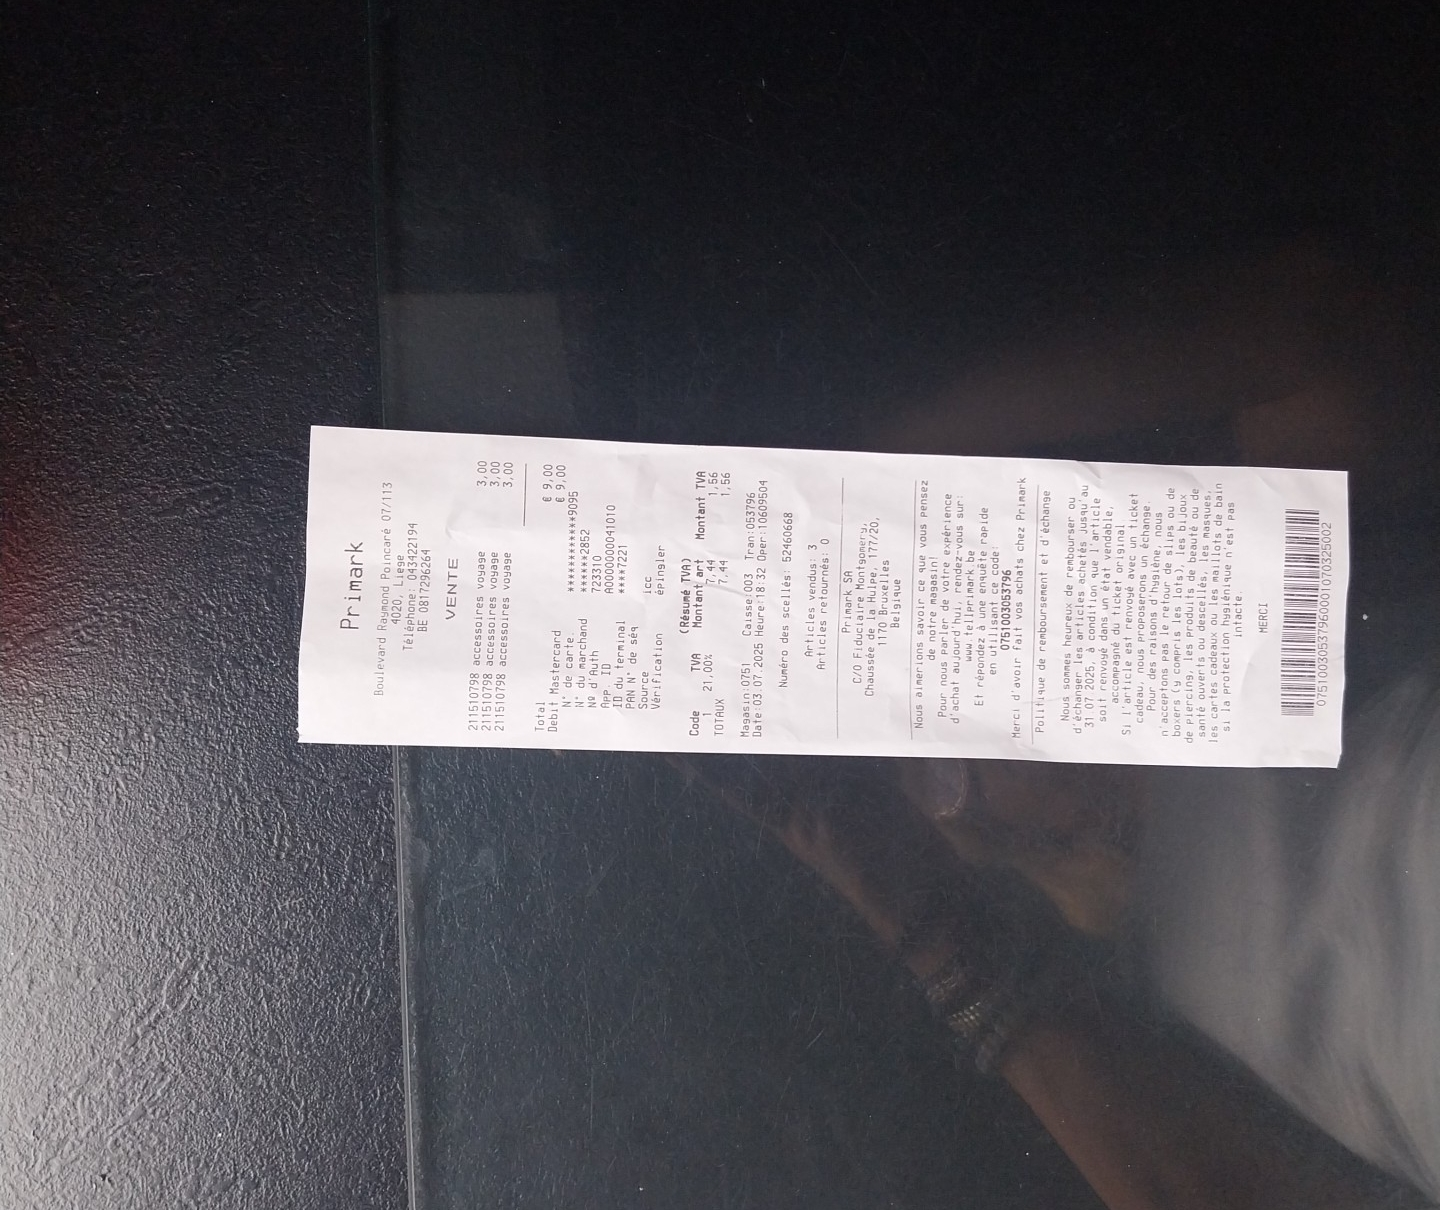 Primark
Boulevard Raymond Poincaré 07/113
4020, Liege
Téléphone: 043422194
BE 0817296264
VENTE
211510798 accessoires voyage 3,00
211510798 accessoires voyage 3,00
211510798 accessoires voyage 3,00
Total € 9,00
Debit Mastercard € 9,00
N° de carte ************9095
N° du marchand ******2852
Nº d'Auth 723310
App. ID A0000000041010
ID du terminal ****7221
PAN N° de séq
Source icc
Vérification épingler
(Résumé TVA)
Code TVA Montant art Montant TVA
1 21,00% 7,44 1,56
TOTAUX 7,44 1,56
Magasin:0751 Caisse:003 Tran:053796
Date:03.07.2025 Heure:18:32 Oper:10609504
Numéro des scellés: 52460668
Articles vendus: 3
Articles retournés: 0
Primark SA
C/O Fiduciaire Montgomery,
Chaussée de la Hulpe, 177/20,
1170 Bruxelles
Belgique
Nous aimerions savoir ce que vous pensez
de notre magasin!
Pour nous parler de votre expérience
d'achat aujourd'hui, rendez-vous sur:
www.tellprimark.be
Et répondez à une enquête rapide
en utilisant ce code:
0751003053796
Merci d'avoir fait vos achats chez Primark
Politique de remboursement et d'échange
Nous sommes heureux de rembourser ou
d'échanger les articles achetés jusqu'au
31.07.2025, à condition que l'article
soit renvoyé dans un état vendable,
accompagné du ticket original.
Si l'article est renvoyé avec un ticket
cadeau, nous proposerons un échange.
Pour des raisons d'hygiène, nous
n'acceptons pas le retour de slips ou de
boxers (y compris les lots), les bijoux
de piercing, les produits de beauté ou de
santé ouverts ou descellés, les masques,
les cartes cadeaux ou les maillots de bain
si la protection hygiénique n'est pas
intacte.
MERCI
07510030537960001070325002